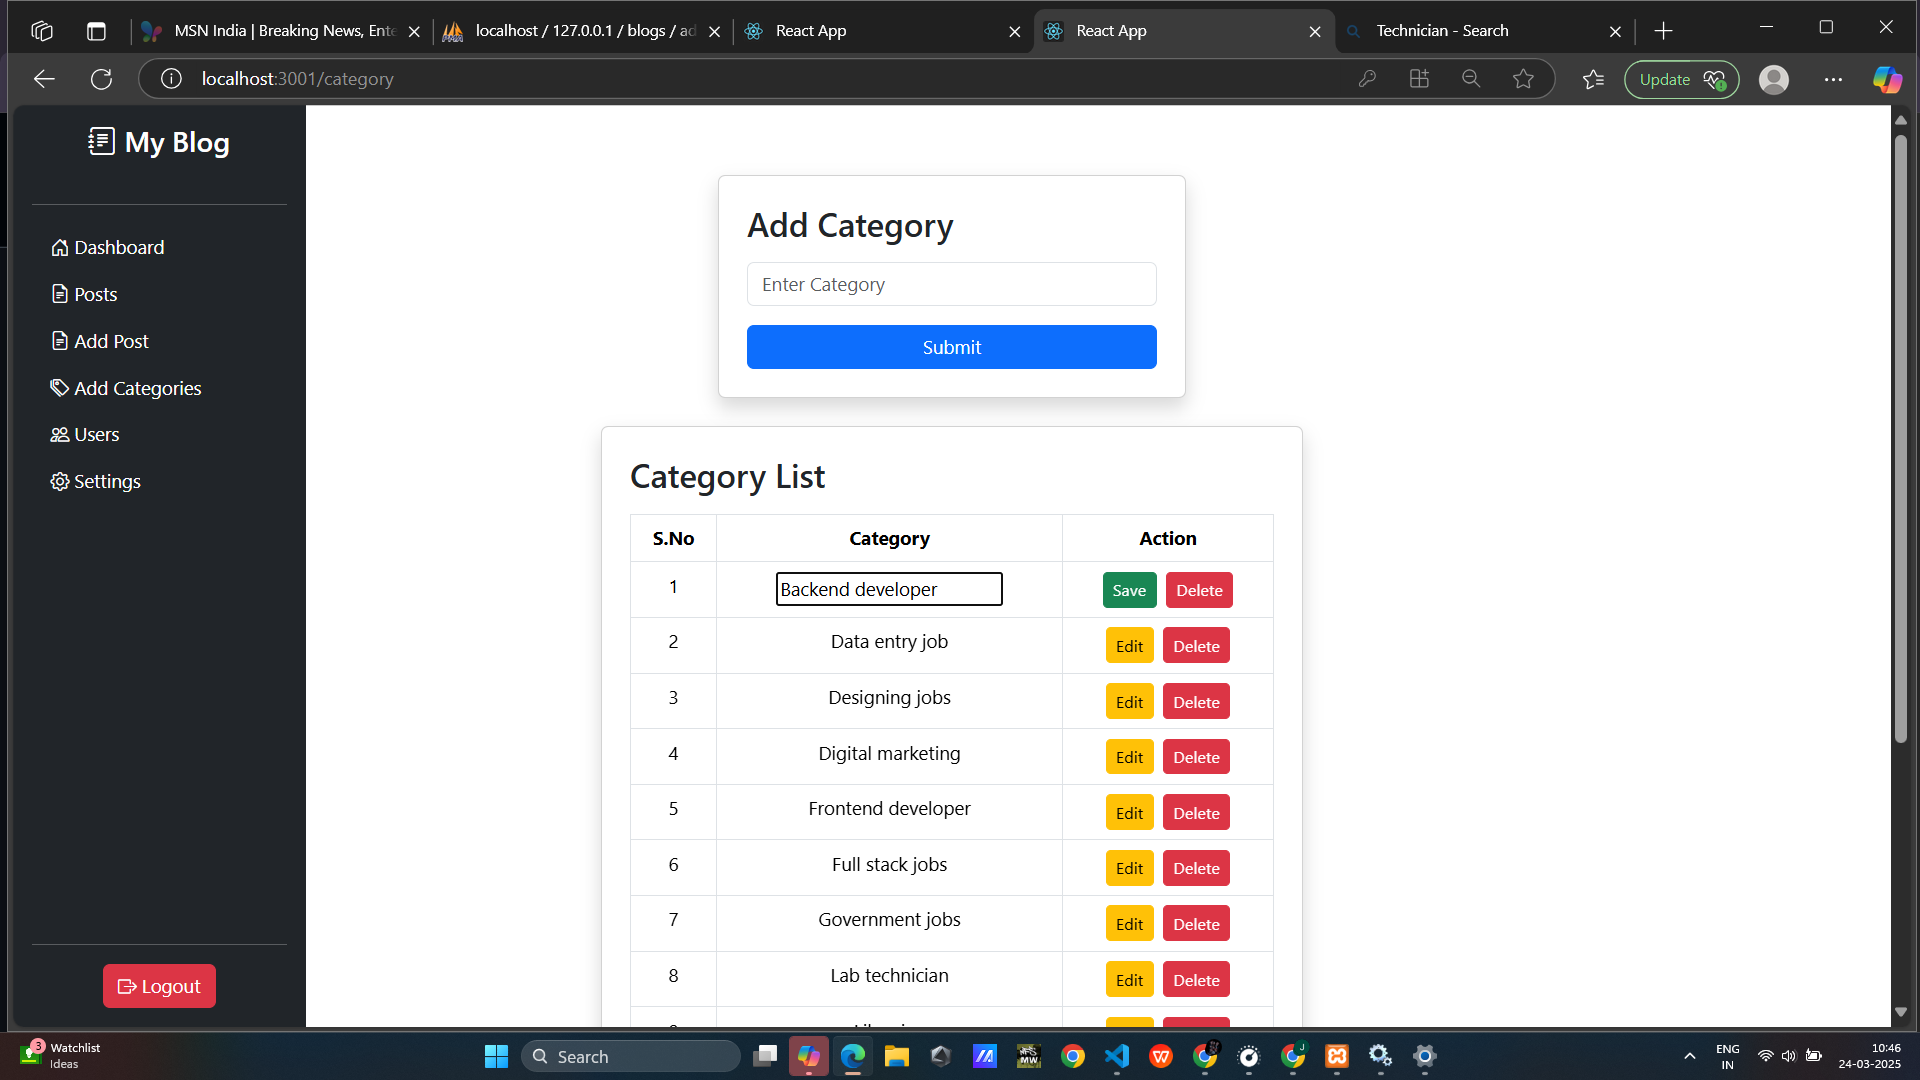 MSN India | Breaking News, Ente
localhost / 127.0.0.1 / blogs / ad
React App
React App
Technician - Search
localhost:3001/category
Update
My Blog
Dashboard
Posts
Add Post
Add Categories
Users
Settings
Logout
Add Category
Enter Category
Submit
Category List
S.No Category Action
1 Backend developer Save Delete
2 Data entry job Edit Delete
3 Designing jobs Edit Delete
4 Digital marketing Edit Delete
5 Frontend developer Edit Delete
6 Full stack jobs Edit Delete
7 Government jobs Edit Delete
8 Lab technician Edit Delete
3
Watchlist
Ideas
Search
ENG
IN
10:46
24-03-2025